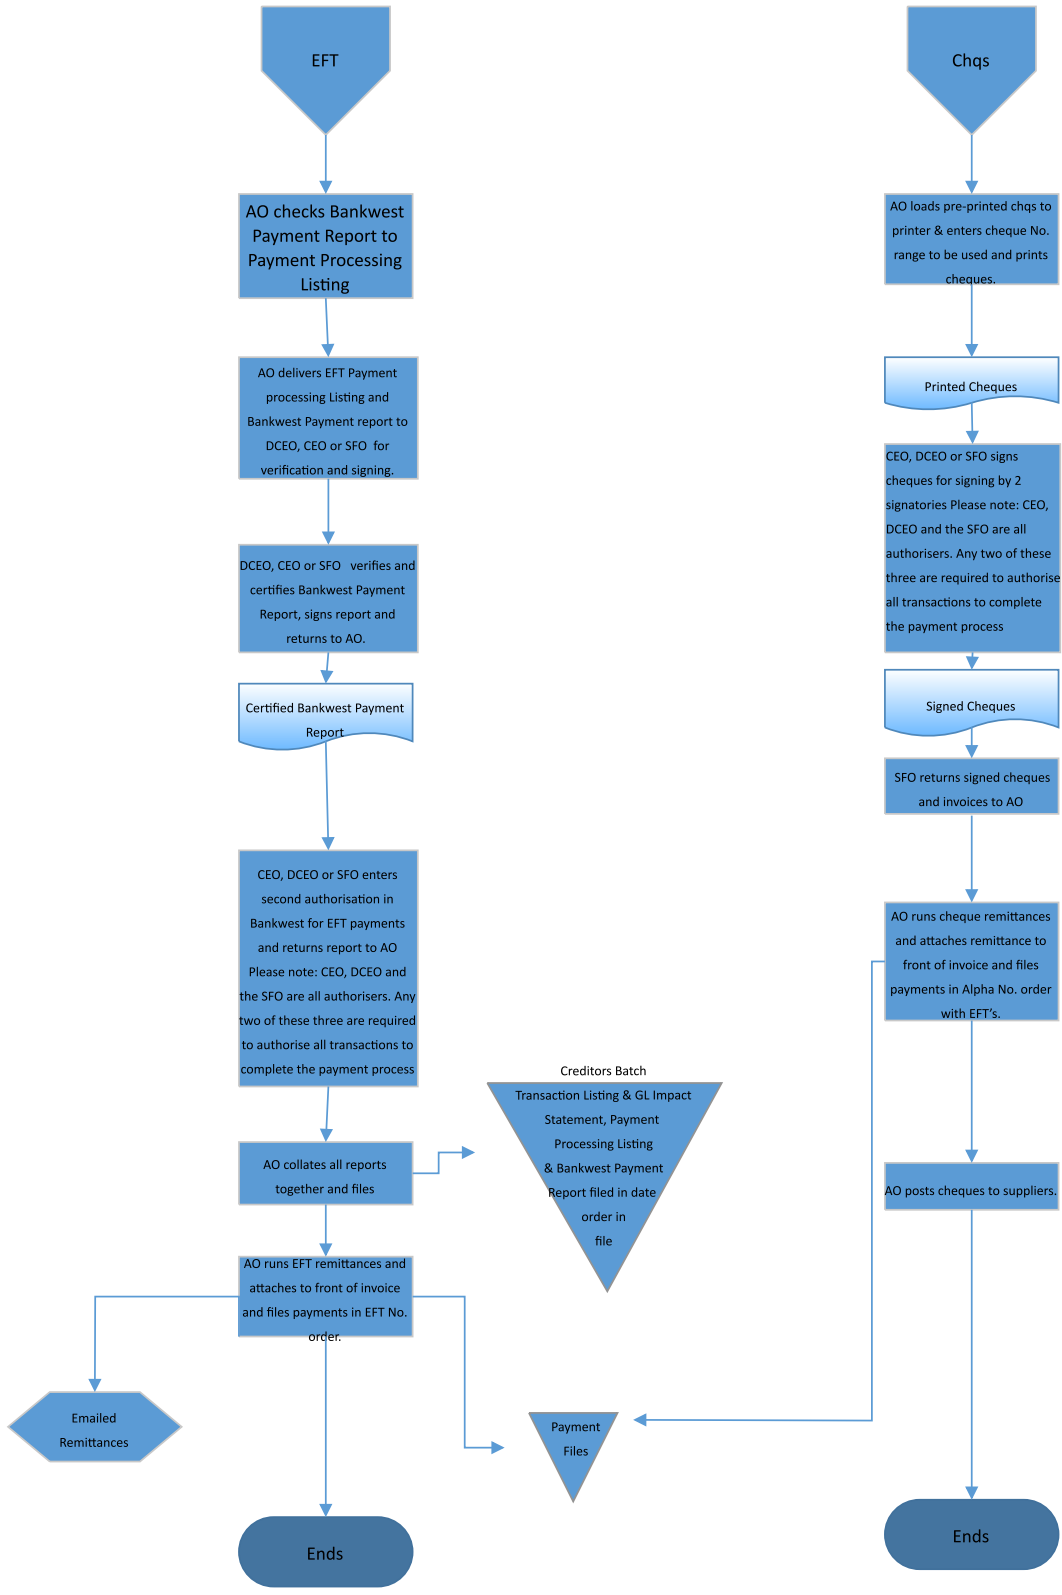 EFT
AO checks Bankwest
Payment Report to
Payment Processing
Listing
AO delivers EFT Payment
processing Listing and
Bankwest Payment report to
DCEO, CEO or SFO  for
verification and signing.
DCEO, CEO or SFO   verifies and
certifies Bankwest Payment
Report, signs report and
returns to AO.
Certified Bankwest Payment
Report
CEO, DCEO or SFO enters
second authorisation in
Bankwest for EFT payments
and returns report to AO
Please note: CEO, DCEO and
the SFO are all authorisers. Any
two of these three are required
to authorise all transactions to
complete the payment process
AO collates all reports
together and files
Creditors Batch
Transaction Listing & GL Impact
Statement, Payment
Processing Listing
& Bankwest Payment
Report filed in date
order in
file
AO runs EFT remittances and
attaches to front of invoice
and files payments in EFT No.
order.
Emailed
Remittances
Payment
Files
Ends
Chqs
AO loads pre-printed chqs to
printer & enters cheque No.
range to be used and prints
cheques.
Printed Cheques
CEO, DCEO or SFO signs
cheques for signing by 2
signatories Please note: CEO,
DCEO and the SFO are all
authorisers. Any two of these
three are required to authorise
all transactions to complete
the payment process
Signed Cheques
SFO returns signed cheques
and invoices to AO
AO runs cheque remittances
and attaches remittance to
front of invoice and files
payments in Alpha No. order
with EFT's.
AO posts cheques to suppliers.
Ends